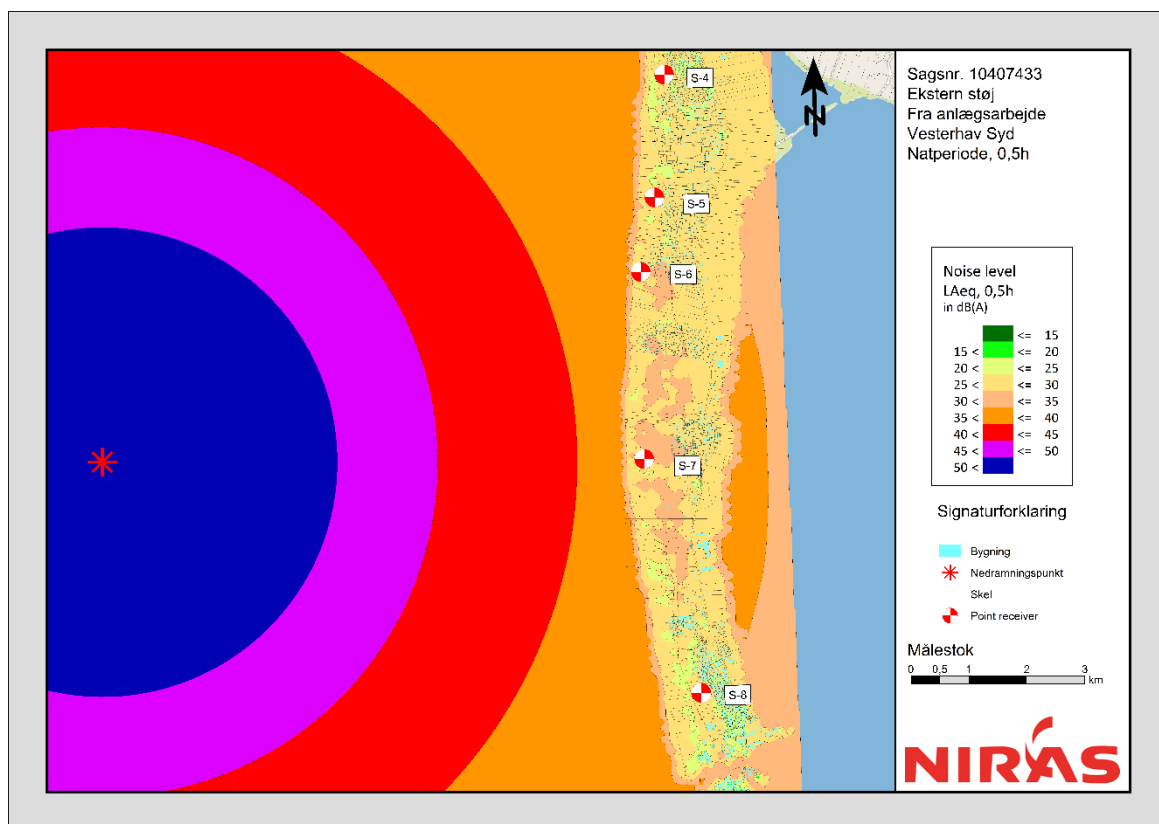 S-4
S-5
S-6
S-7
S-8
N
Sagsnr. 10407433
Ekstern støj
Fra anlægsarbejde
Vesterhav Syd
Natperiode, 0,5h
Noise level
LAeq, 0,5h
in dB(A)
<= 15
15 < <= 20
20 < <= 25
25 < <= 30
30 < <= 35
35 < <= 40
40 < <= 45
45 < <= 50
50 <
Signaturforklaring
Bygning
Nedramningspunkt
Skel
Point receiver
Målestok
0 0,5 1 2 3
km
NIRAS